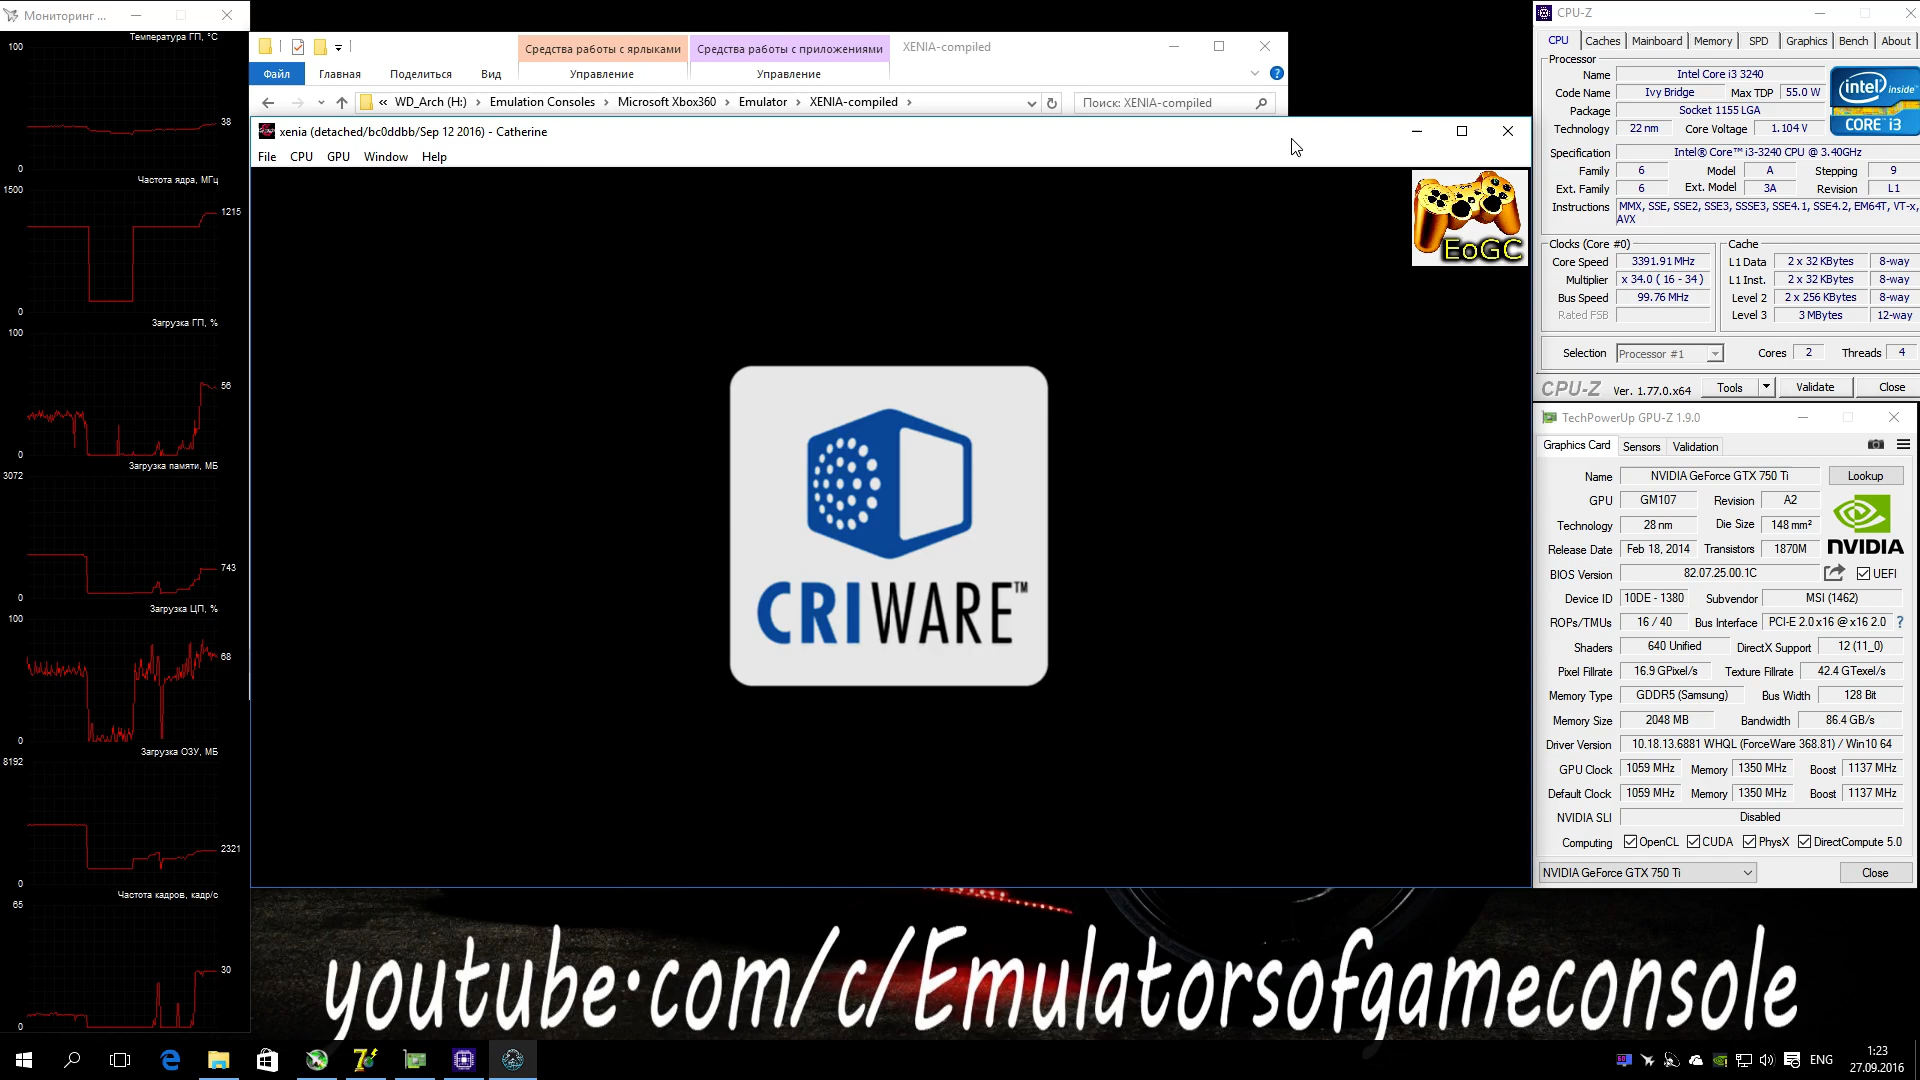 Мониторинг ...
Температура ГП, °C
100
38
0
Частота ядра, МГц
1500
1215
0
Загрузка ГП, %
100
56
0
Загрузка памяти, МБ
3072
743
0
Загрузка ЦП, %
100
68
0
Загрузка ОЗУ, МБ
8192
2321
0
Частота кадров, кадр/с
65
30
0
Средства работы с ярлыками
Средства работы с приложениями
XENIA-compiled
Файл
Главная
Поделиться
Вид
Управление
Управление
« WD_Arch (H:) > Emulation Consoles > Microsoft Xbox360 > Emulator > XENIA-compiled >
Поиск: XENIA-compiled
xenia (detached/bc0ddbb/Sep 12 2016) - Catherine
File CPU GPU Window Help
EoGC
CRIWARE™
CPU-Z
CPU Caches Mainboard Memory SPD Graphics Bench About
Processor
Name Intel Core i3 3240
Code Name Ivy Bridge Max TDP 55.0 W
Package Socket 1155 LGA
Technology 22 nm Core Voltage 1.104 V
intel inside™
CORE i3
Specification Intel® Core™ i3-3240 CPU @ 3.40GHz
Family 6 Model A Stepping 9
Ext. Family 6 Ext. Model 3A Revision L1
Instructions MMX, SSE, SSE2, SSE3, SSSE3, SSE4.1, SSE4.2, EM64T, VT-x,
AVX
Clocks (Core #0)
Core Speed 3391.91 MHz
Multiplier x 34.0 ( 16 - 34 )
Bus Speed 99.76 MHz
Rated FSB
Cache
L1 Data 2 x 32 KBytes 8-way
L1 Inst. 2 x 32 KBytes 8-way
Level 2 2 x 256 KBytes 8-way
Level 3 3 MBytes 12-way
Selection Processor #1 Cores 2 Threads 4
CPU-Z Ver. 1.77.0.x64 Tools Validate Close
TechPowerUp GPU-Z 1.9.0
Graphics Card Sensors Validation
Name NVIDIA GeForce GTX 750 Ti Lookup
GPU GM107 Revision A2
Technology 28 nm Die Size 148 mm²
Release Date Feb 18, 2014 Transistors 1870M
NVIDIA
BIOS Version 82.07.25.00.1C UEFI
Device ID 10DE - 1380 Subvendor MSI (1462)
ROPs/TMUs 16 / 40 Bus Interface PCI-E 2.0 x16 @ x16 2.0 ?
Shaders 640 Unified DirectX Support 12 (11_0)
Pixel Fillrate 16.9 GPixel/s Texture Fillrate 42.4 GTexel/s
Memory Type GDDR5 (Samsung) Bus Width 128 Bit
Memory Size 2048 MB Bandwidth 86.4 GB/s
Driver Version 10.18.13.6881 WHQL (ForceWare 368.81) / Win10 64
GPU Clock 1059 MHz Memory 1350 MHz Boost 1137 MHz
Default Clock 1059 MHz Memory 1350 MHz Boost 1137 MHz
NVIDIA SLI Disabled
Computing OpenCL CUDA PhysX DirectCompute 5.0
NVIDIA GeForce GTX 750 Ti Close
youtube.com/c/Emulatorsofgameconsole
ENG
1:23
27.09.2016